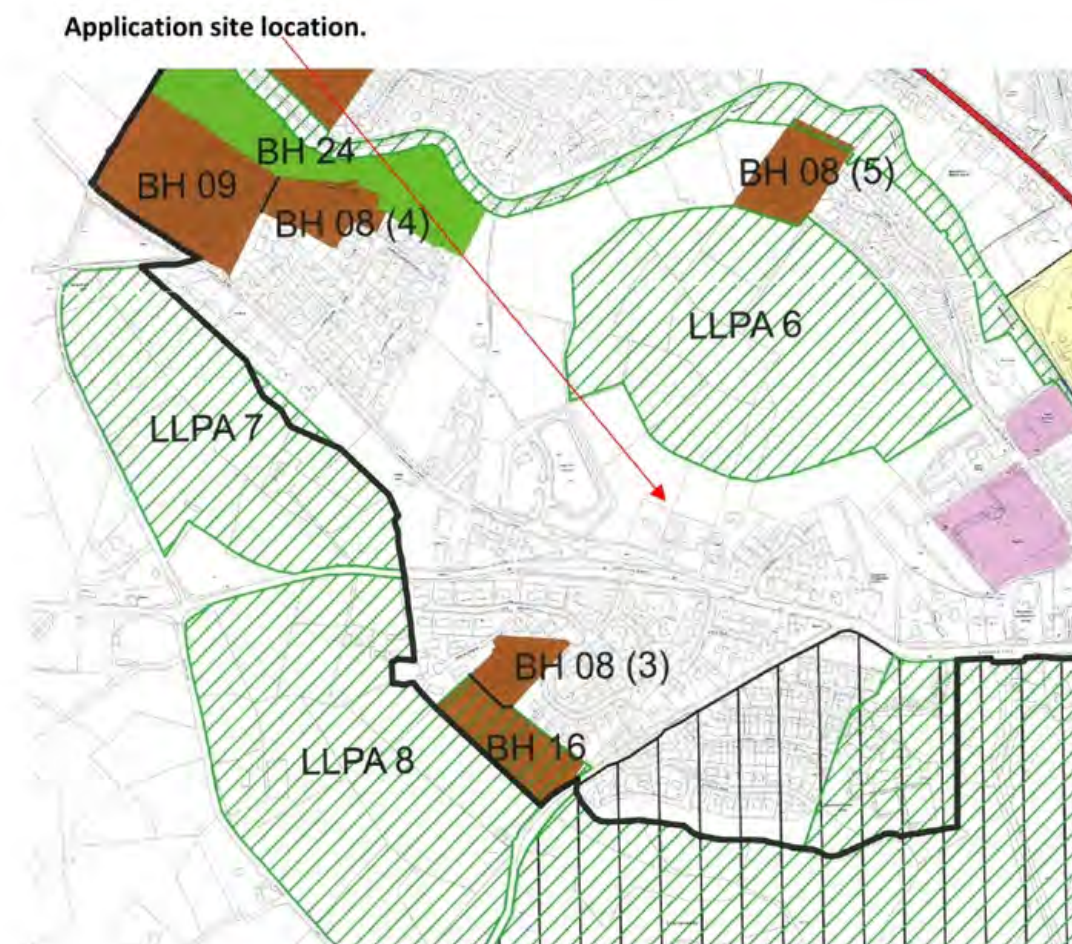 Application site location.
BH 24
BH 09
BH 08 (4)
BH 08 (5)
LLPA 6
LLPA 7
BH 08 (3)
BH 16
LLPA 8